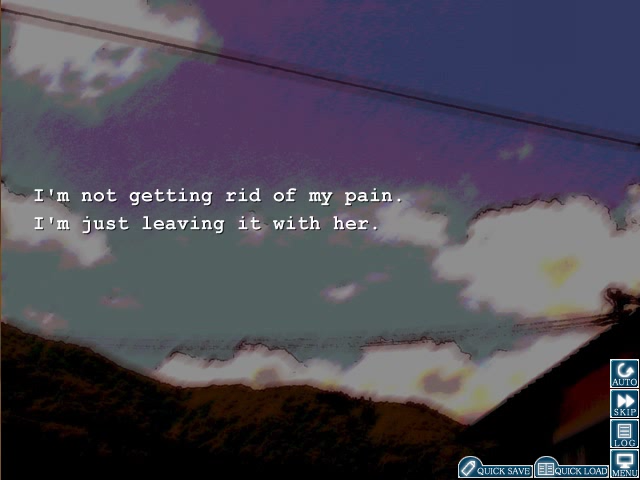 I'm not getting rid of my pain.
I'm just leaving it with her.
AUTO
SKIP
LOG
MENU
QUICK SAVE
QUICK LOAD